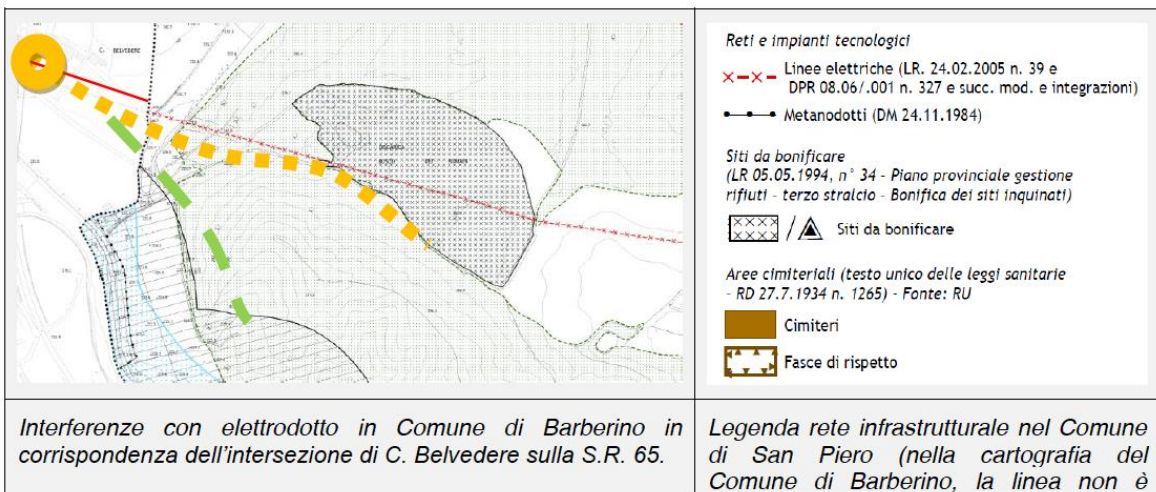 C. BELVEDERE
DISCARICA
Reti e impianti tecnologici
Linee elettriche (LR. 24.02.2005 n. 39 e
DPR 08.06/.001 n. 327 e succ. mod. e integrazioni)
Metanodotti (DM 24.11.1984)
Siti da bonificare
(LR 05.05.1994, n° 34 - Piano provinciale gestione
rifiuti - terzo stralcio - Bonifica dei siti inquinati)
/ Siti da bonificare
Aree cimiteriali (testo unico delle leggi sanitarie
- RD 27.7.1934 n. 1265) - Fonte: RU
Cimiteri
Fasce di rispetto
Interferenze con elettrodotto in Comune di Barberino in
corrispondenza dell'intersezione di C. Belvedere sulla S.R. 65.
Legenda rete infrastrutturale nel Comune
di San Piero (nella cartografia del
Comune di Barberino, la linea non è